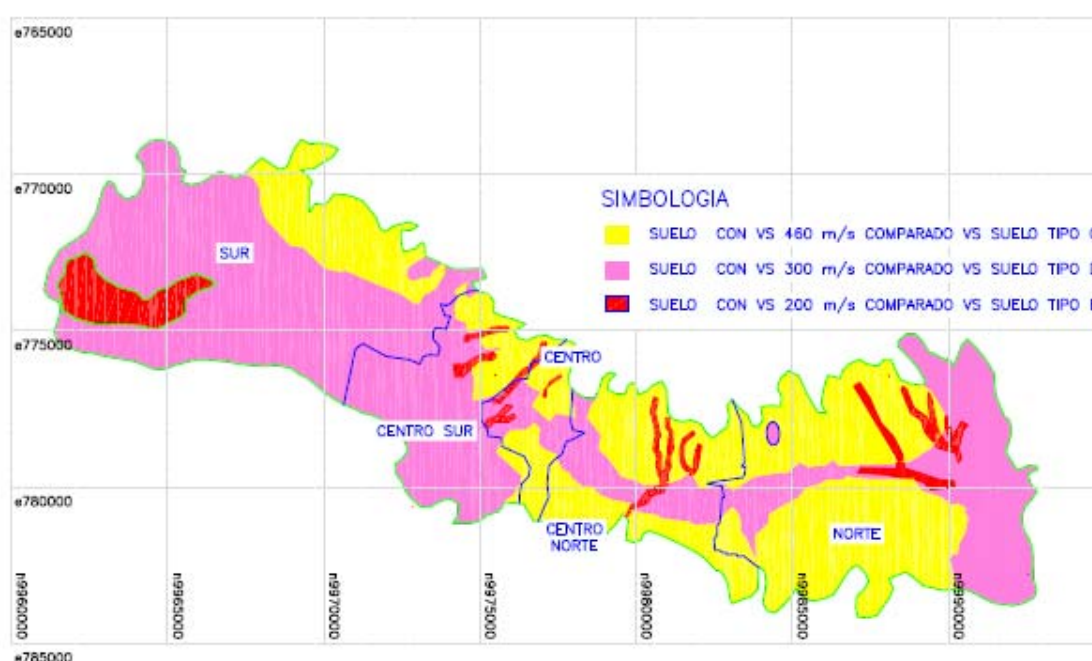 e765000
e770000
SIMBOLOGIA
SUELO CON VS 460 m/s COMPARADO VS SUELO TIPO
SUR
SUELO CON VS 300 m/s COMPARADO VS SUELO TIPO
SUELO CON VS 200 m/s COMPARADO VS SUELO TIPO
e775000
CENTRO
CENTRO SUR
e780000
CENTRO
NORTE
NORTE
n9960000
n9965000
n9970000
n9975000
n9980000
n9985000
n9990000
e785000